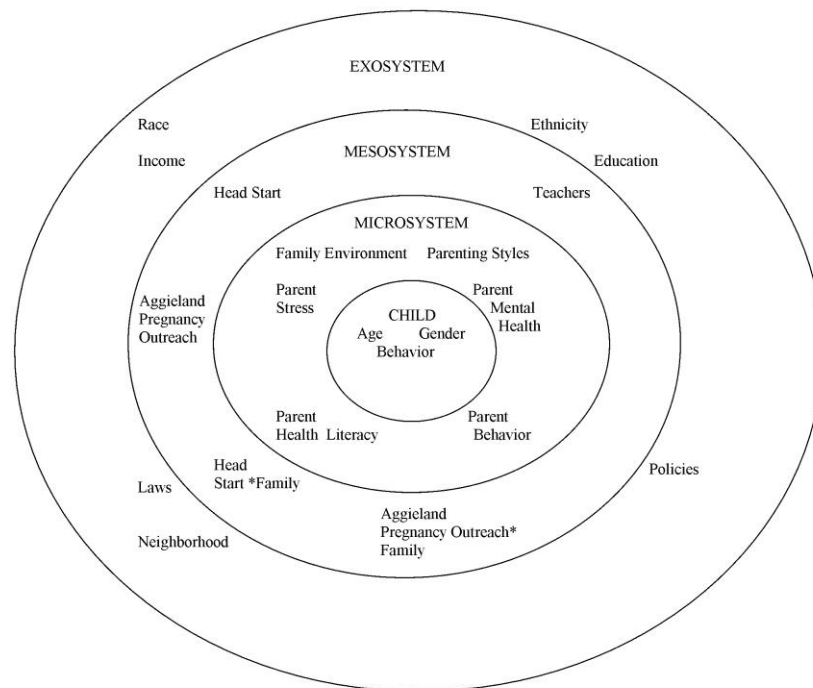 EXOSYSTEM
Race
Ethnicity
MESOSYSTEM
Income
Education
Head Start
Teachers
MICROSYSTEM
Family Environment
Parenting Styles
Parent
Stress
Parent
Mental
Health
Aggieland
Pregnancy
Outreach
CHILD
Age
Gender
Behavior
Parent
Health Literacy
Parent
Behavior
Head
Start *Family
Policies
Laws
Aggieland
Pregnancy Outreach*
Family
Neighborhood